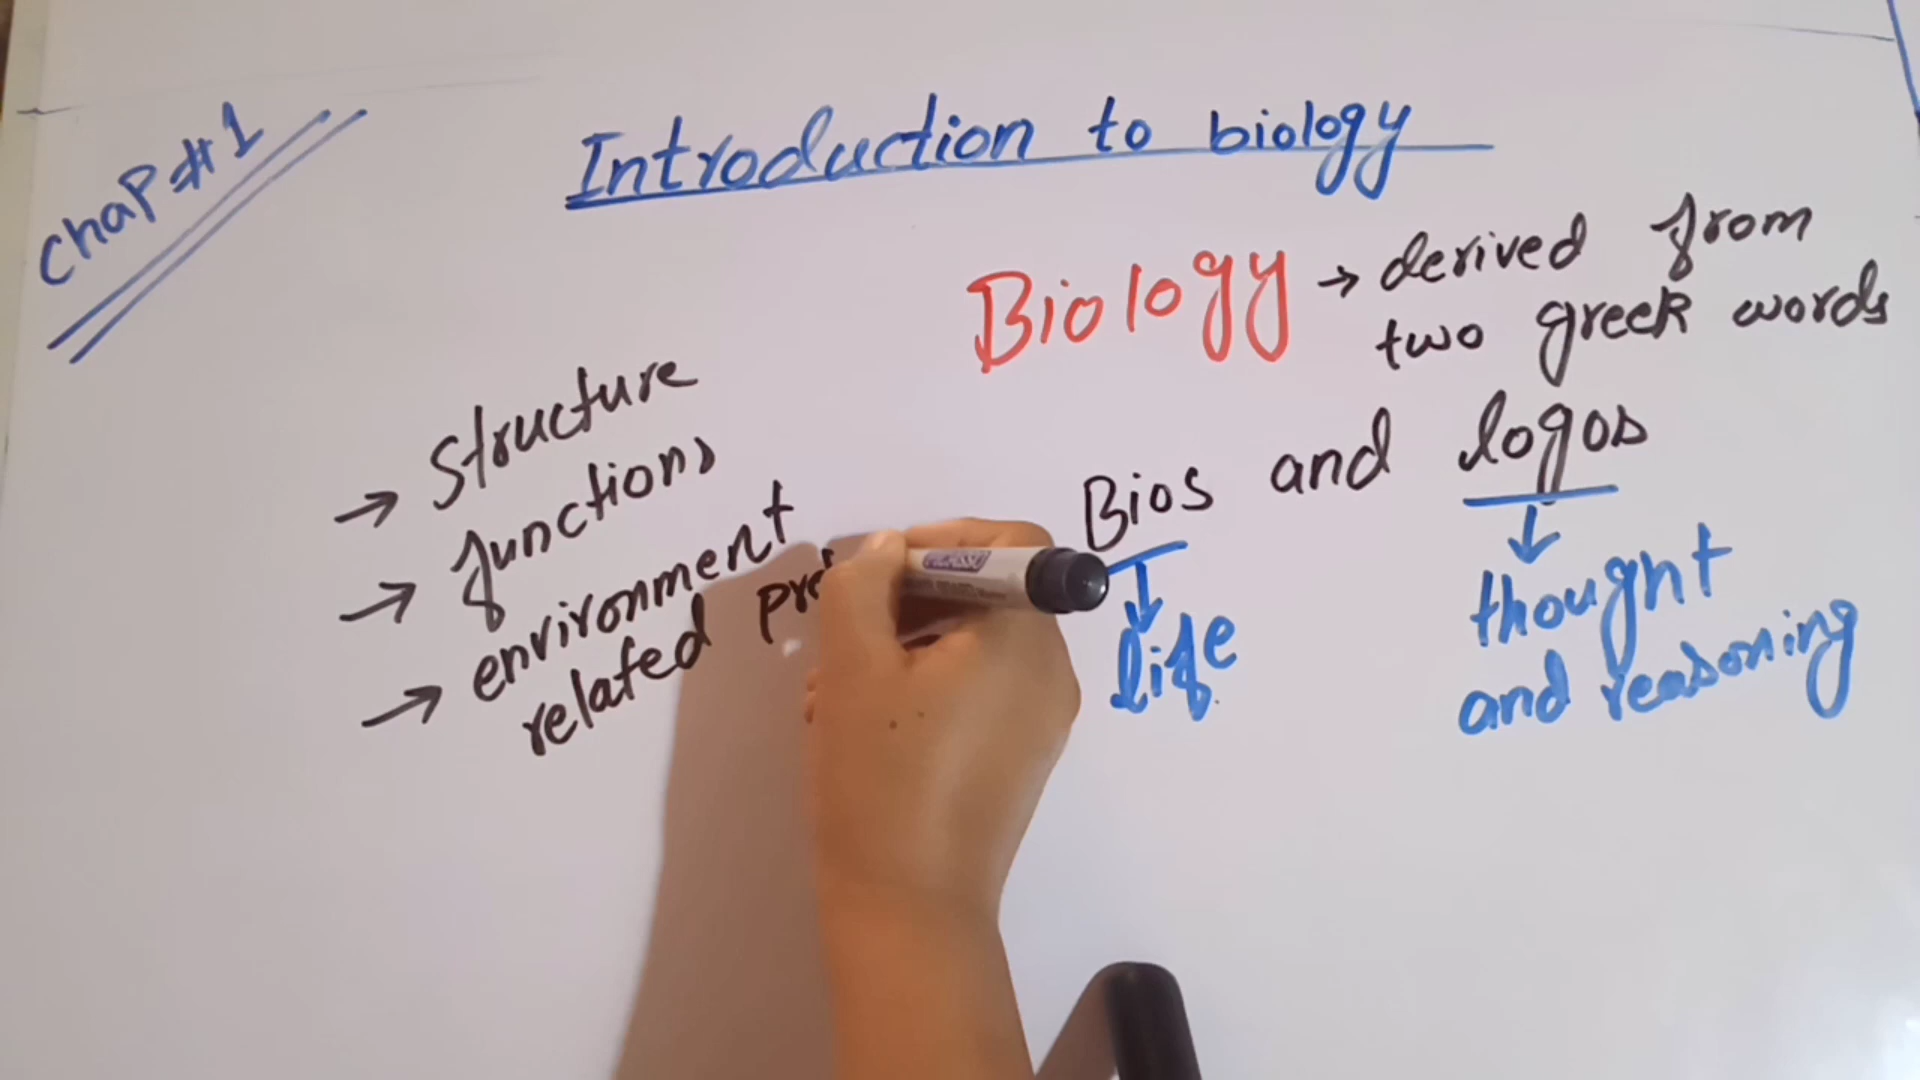 Chap # 1
Introduction to biology
Biology → derived from
two greek words
Bios and logos
life
thought
and reasoning
→ Structure
→ functions
→ environment
related